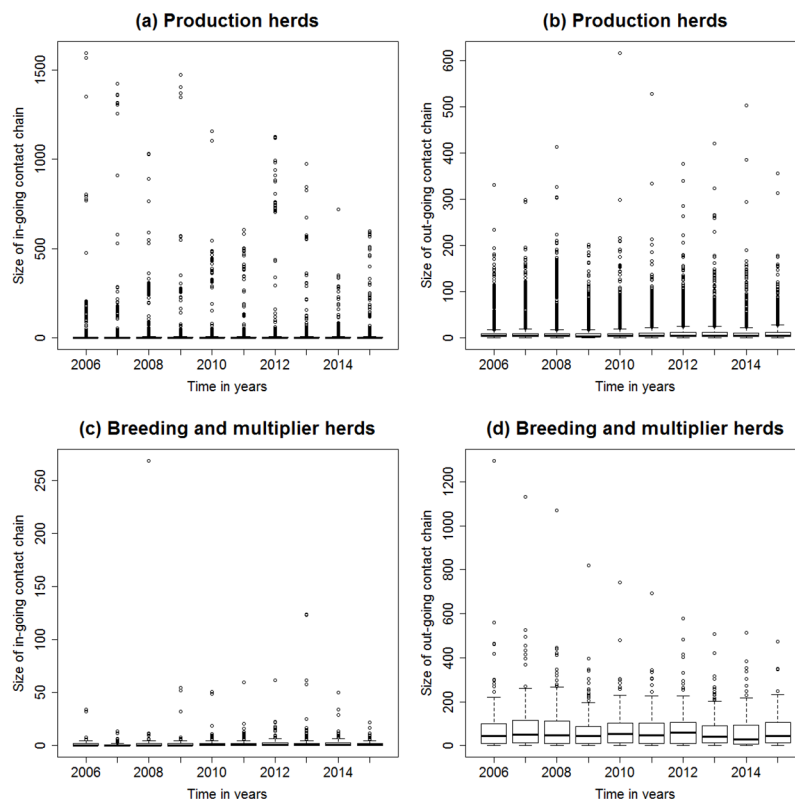 (a) Production herds
Size of in-going contact chain
1500
1000
500
0
2006 2008 2010 2012 2014
Time in years
(b) Production herds
Size of out-going contact chain
600
500
400
300
200
100
0
2006 2008 2010 2012 2014
Time in years
(c) Breeding and multiplier herds
Size of in-going contact chain
250
200
150
100
50
0
2006 2008 2010 2012 2014
Time in years
(d) Breeding and multiplier herds
Size of out-going contact chain
1200
1000
800
600
400
200
0
2006 2008 2010 2012 2014
Time in years